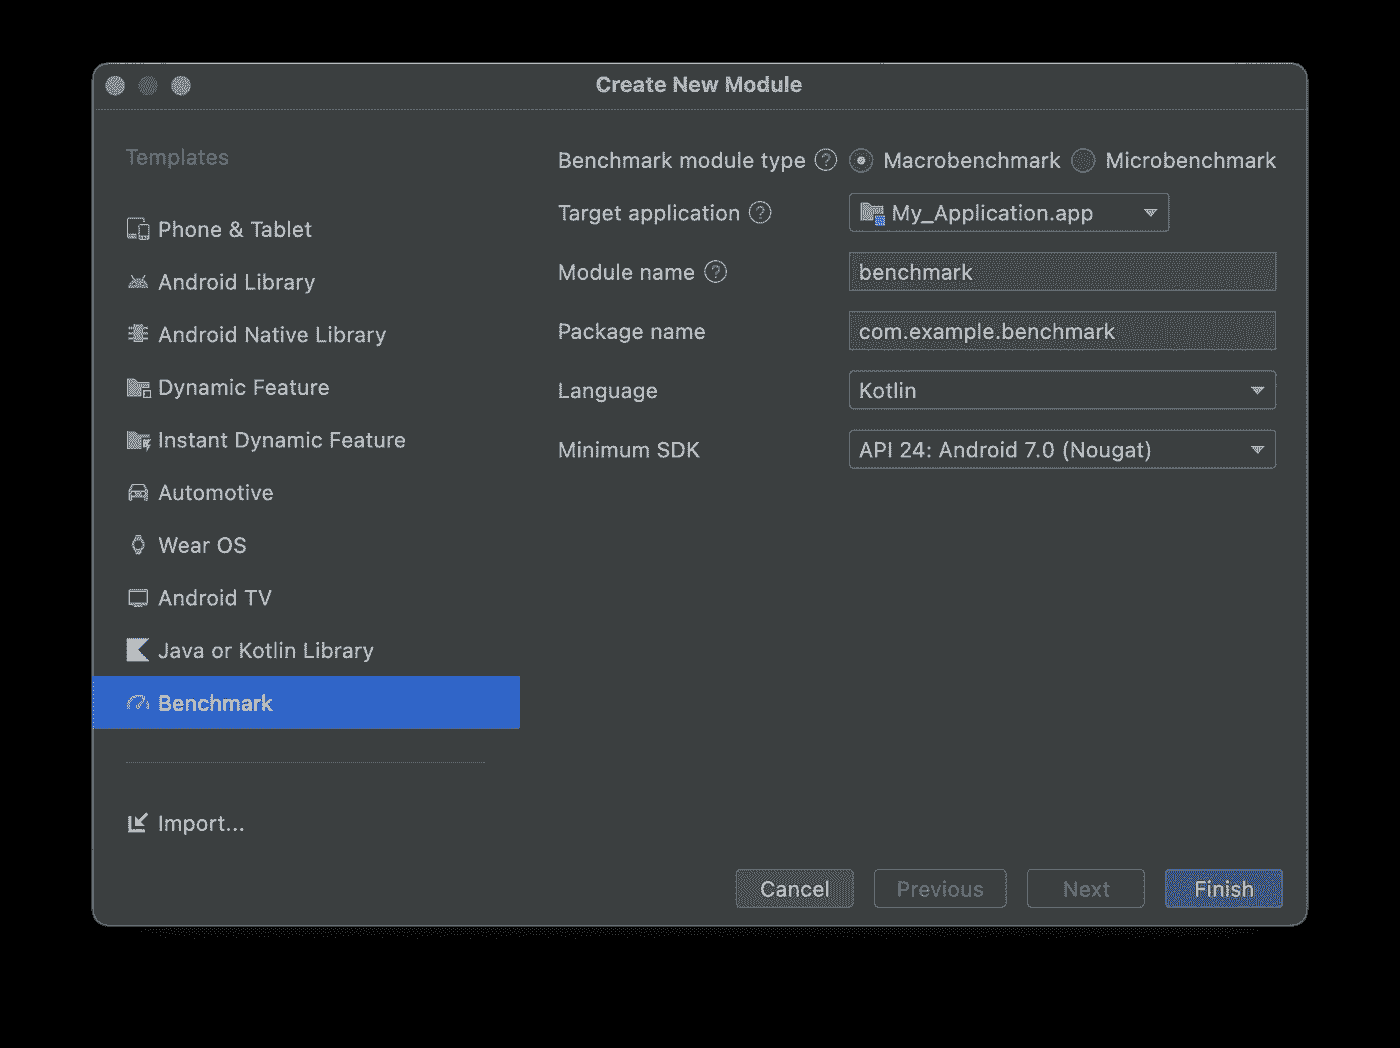 Create New Module
Templates
Phone & Tablet
Android Library
Android Native Library
Dynamic Feature
Instant Dynamic Feature
Automotive
Wear OS
Android TV
Java or Kotlin Library
Benchmark
Import...
Benchmark module type ? Macrobenchmark Microbenchmark
Target application ? My_Application.app
Module name ? benchmark
Package name com.example.benchmark
Language Kotlin
Minimum SDK API 24: Android 7.0 (Nougat)
Cancel Previous Next Finish